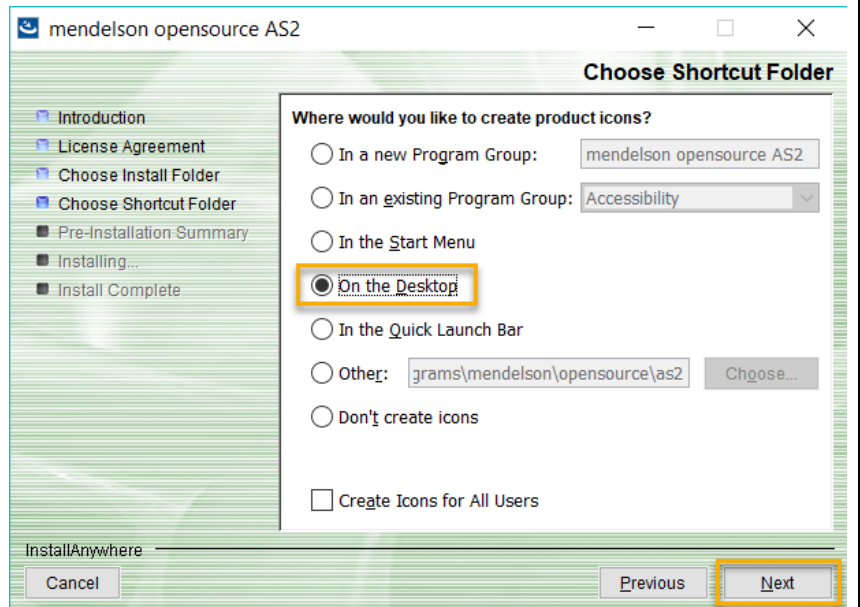 mendelson opensource AS2
Choose Shortcut Folder
Introduction
License Agreement
Choose Install Folder
Choose Shortcut Folder
Pre-Installation Summary
Installing...
Install Complete
Where would you like to create product icons?
In a new Program Group: mendelson opensource AS2
In an existing Program Group: Accessibility
In the Start Menu
On the Desktop
In the Quick Launch Bar
Other: grams\mendelson\opensource\as2 Choose...
Don't create icons
Create Icons for All Users
InstallAnywhere
Cancel Previous Next